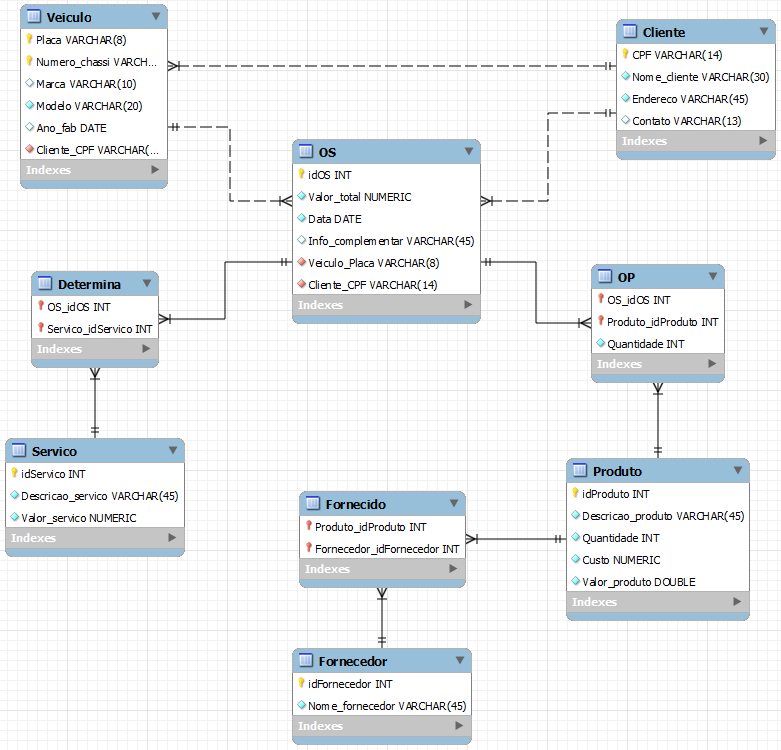 Veiculo
Placa VARCHAR(8)
Numero_chassi VARCH...
Marca VARCHAR(10)
Modelo VARCHAR(20)
Ano_fab DATE
Cliente_CPF VARCHAR(...
Indexes
Cliente
CPF VARCHAR(14)
Nome_cliente VARCHAR(30)
Endereco VARCHAR(45)
Contato VARCHAR(13)
Indexes
OS
idOS INT
Valor_total NUMERIC
Data DATE
Info_complementar VARCHAR(45)
Veiculo_Placa VARCHAR(8)
Cliente_CPF VARCHAR(14)
Indexes
Determina
OS_idOS INT
Servico_idServico INT
Indexes
OP
OS_idOS INT
Produto_idProduto INT
Quantidade INT
Indexes
Servico
idServico INT
Descricao_servico VARCHAR(45)
Valor_servico NUMERIC
Indexes
Produto
idProduto INT
Descricao_produto VARCHAR(45)
Quantidade INT
Custo NUMERIC
Valor_produto DOUBLE
Indexes
Fornecido
Produto_idProduto INT
Fornecedor_idFornecedor INT
Indexes
Fornecedor
idFornecedor INT
Nome_fornecedor VARCHAR(45)
Indexes